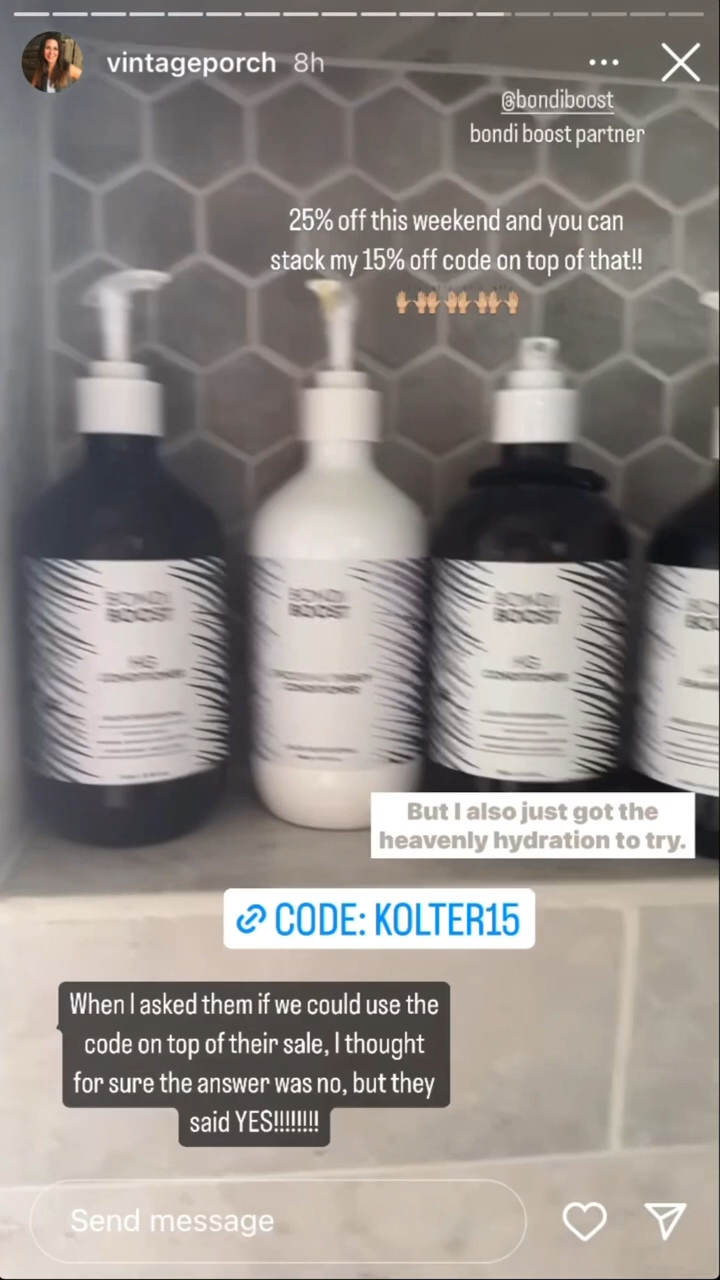 vintageporch 8h
@bondiboost
bondi boost partner
25% off this weekend and you can
stack my 15% off code on top of that!!
BONDI
BOOST
HG
CONDITIONER
BONDI
BOOST
CONDITIONER
BONDI
BOOST
HG
CONDITIONER
But I also just got the
heavenly hydration to try.
CODE: KOLTER15
When I asked them if we could use the
code on top of their sale, I thought
for sure the answer was no, but they
said YES!!!!!!!!
Send message